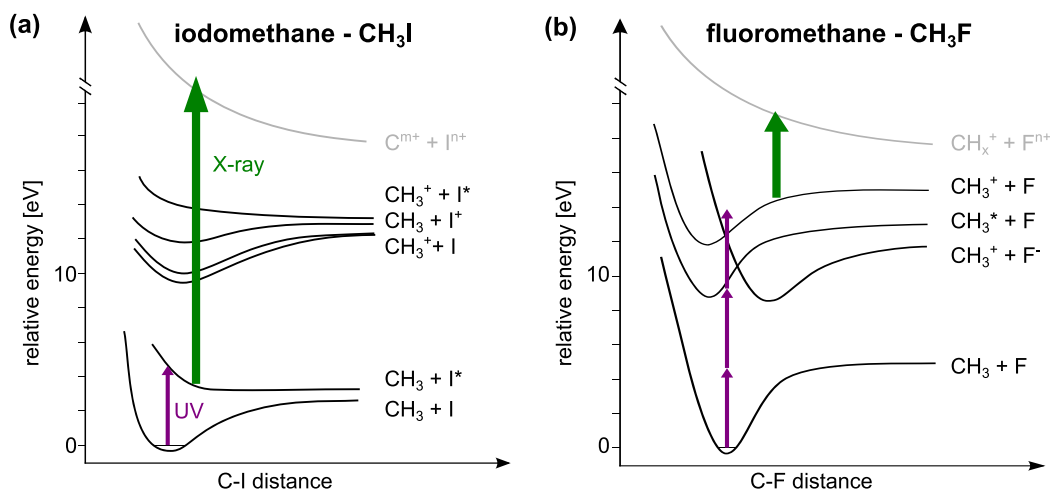 (a)
iodomethane - CH₃I
relative energy [eV]
10
0
X-ray
UV
Cᵐ⁺ + Iⁿ⁺
CH₃⁺ + I*
CH₃ + I⁺
CH₃⁺ + I
CH₃ + I*
CH₃ + I
C-I distance
(b)
fluoromethane - CH₃F
relative energy [eV]
10
0
CHₓ⁺ + Fⁿ⁺
CH₃⁺ + F
CH₃* + F
CH₃⁺ + F⁻
CH₃ + F
C-F distance